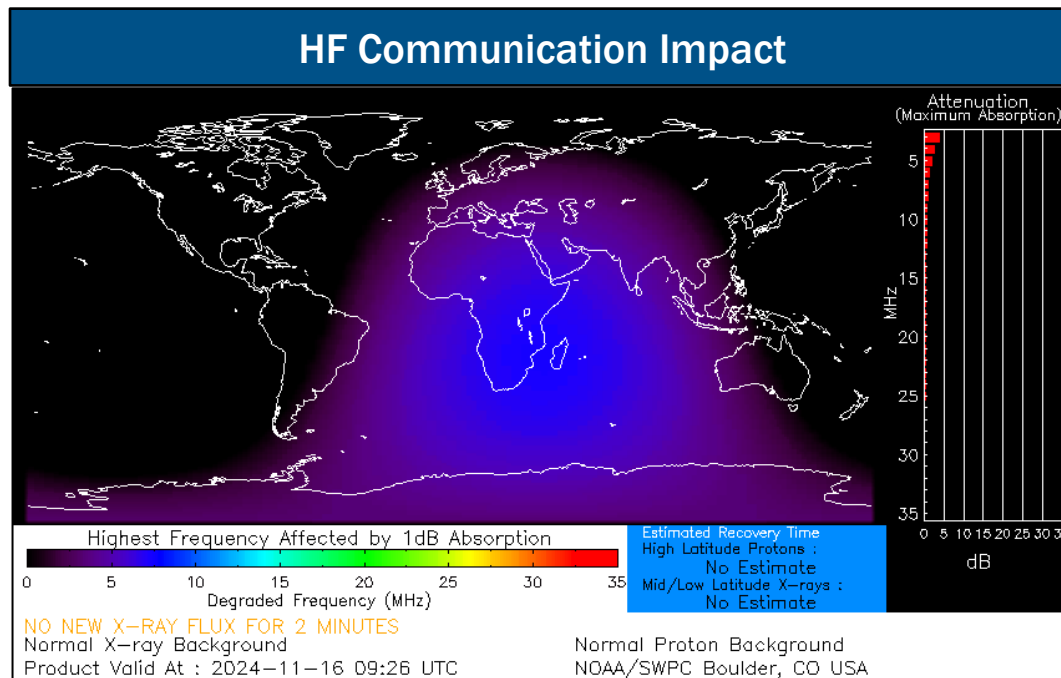 HF Communication Impact
Attenuation
(Maximum Absorption)
5
10
15
20
25
30
35
MHz
0 5 10 15 20 25 30 3
dB
Highest Frequency Affected by 1dB Absorption
0 5 10 15 20 25 30 35
Degraded Frequency (MHz)
Estimated Recovery Time
High Latitude Protons :
No Estimate
Mid/Low Latitude X-rays :
No Estimate
NO NEW X-RAY FLUX FOR 2 MINUTES
Normal X-ray Background
Normal Proton Background
Product Valid At : 2024-11-16 09:26 UTC
NOAA/SWPC Boulder, CO USA